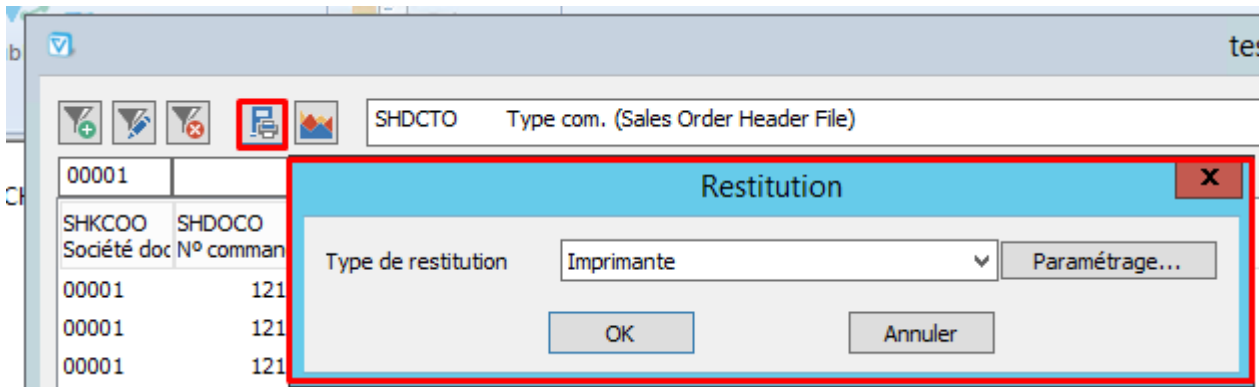 tes
SHDCTO Type com. (Sales Order Header File)
00001
Restitution
x
SHKCOO SHDOCO
Société doc Nº comman
Type de restitution Imprimante Paramétrage...
00001 121
00001 121
OK Annuler
00001 121